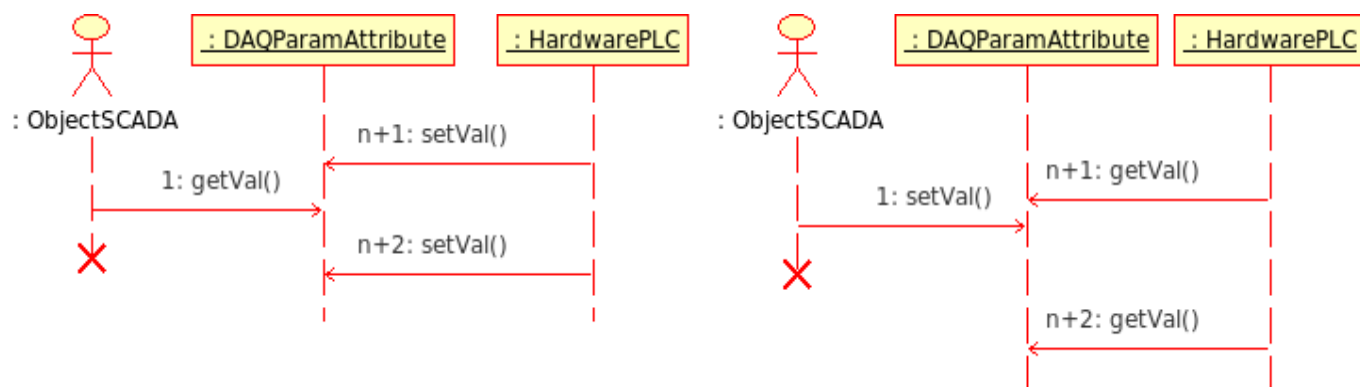 : DAQParamAttribute
: HardwarePLC
: ObjectSCADA
n+1: setVal()
1: getVal()
n+2: setVal()
: DAQParamAttribute
: HardwarePLC
: ObjectSCADA
n+1: getVal()
1: setVal()
n+2: getVal()